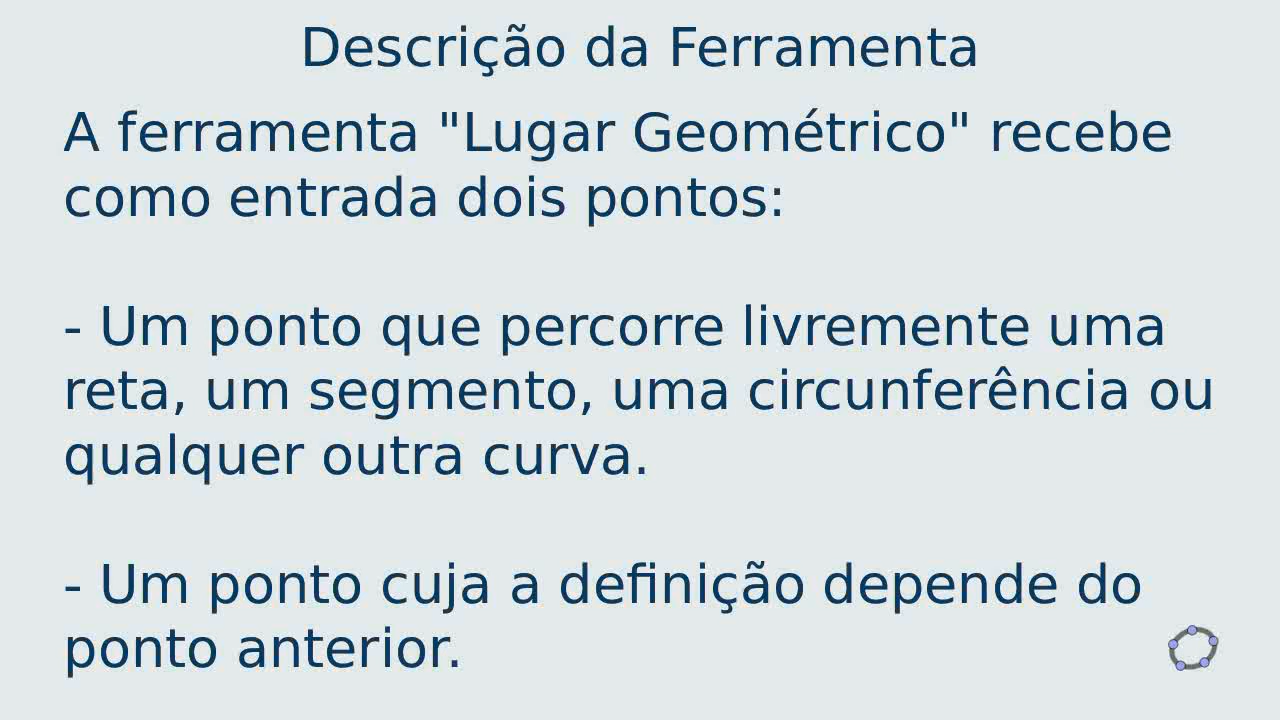 Descrição da Ferramenta
A ferramenta "Lugar Geométrico" recebe
como entrada dois pontos:
- Um ponto que percorre livremente uma
reta, um segmento, uma circunferência ou
qualquer outra curva.
- Um ponto cuja a definição depende do
ponto anterior.